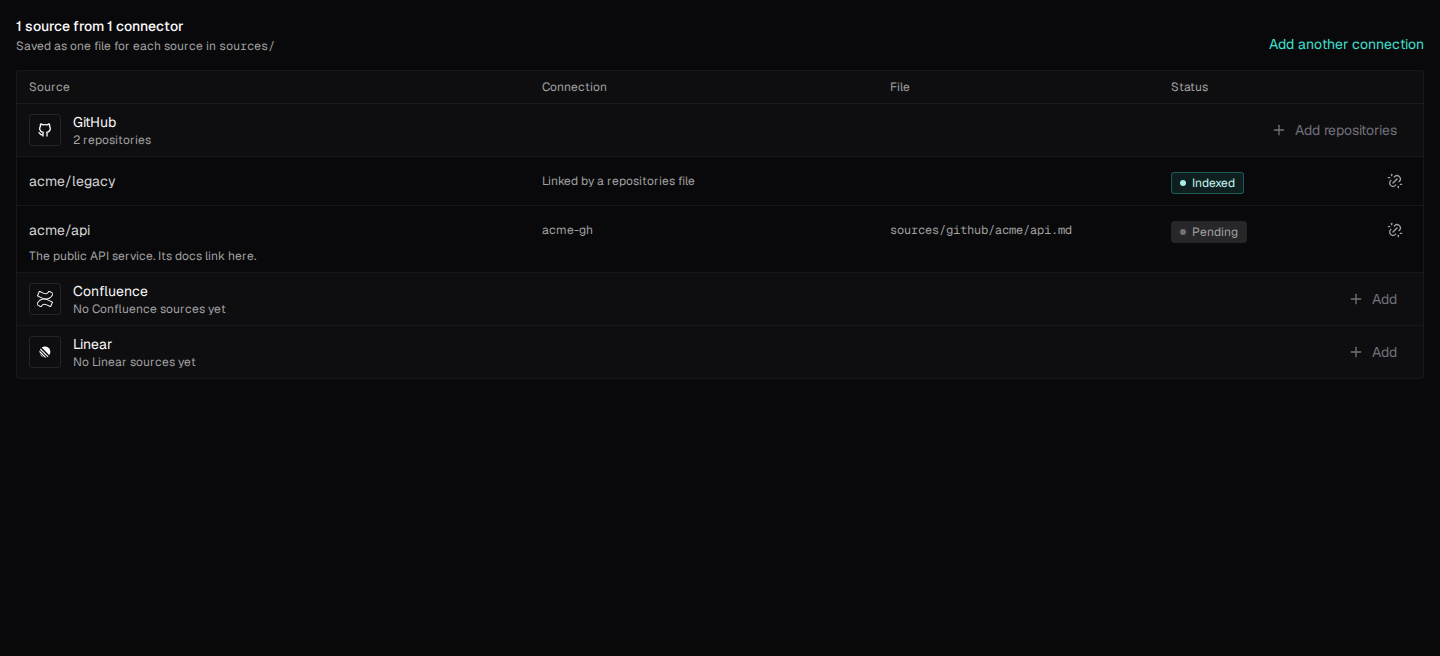 1 source from 1 connector
Saved as one file for each source in sources/
Add another connection
Source Connection File Status
GitHub
2 repositories
Add repositories
acme/legacy Linked by a repositories file Indexed
acme/api acme-gh sources/github/acme/api.md Pending
The public API service. Its docs link here.
Confluence
No Confluence sources yet
Add
Linear
No Linear sources yet
Add